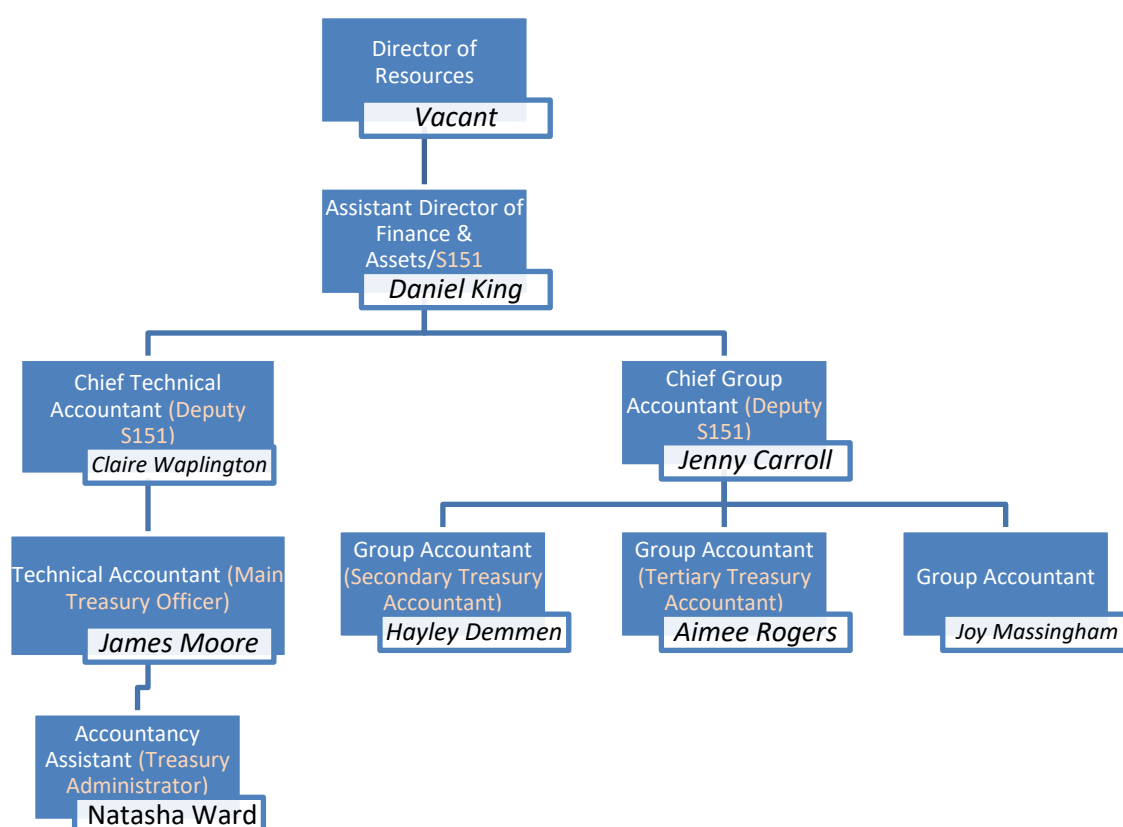 Director of
Resources
Vacant
Assistant Director of
Finance &
Assets/S151
Daniel King
Chief Technical
Accountant (Deputy
S151)
Claire Waplington
Chief Group
Accountant (Deputy
S151)
Jenny Carroll
Technical Accountant (Main
Treasury Officer)
James Moore
Group Accountant
(Secondary Treasury
Accountant)
Hayley Demmen
Group Accountant
(Tertiary Treasury
Accountant)
Aimee Rogers
Group Accountant
Joy Massingham
Accountancy
Assistant (Treasury
Administrator)
Natasha Ward